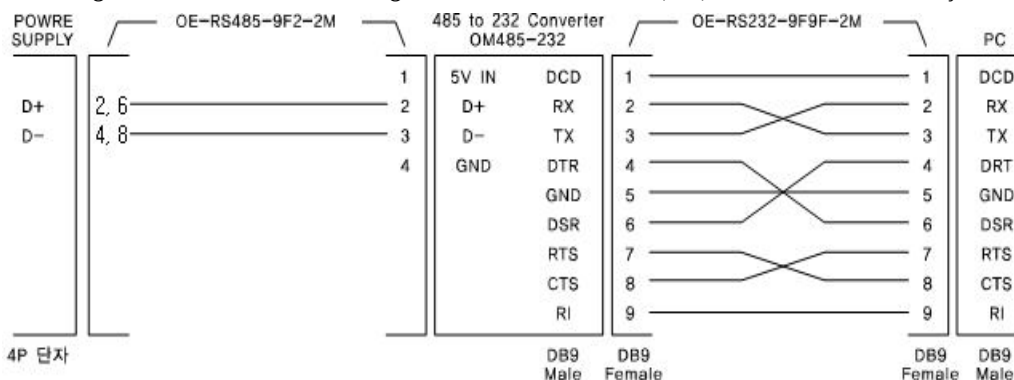 POWRE SUPPLY
OE-RS485-9F2-2M
485 to 232 Converter
OM485-232
OE-RS232-9F9F-2M
PC
1 5V IN DCD 1 1 DCD
D+ 2, 6 2 D+ RX 2 2 RX
D- 4, 8 3 D- TX 3 3 TX
4 GND DTR 4 4 DRT
GND 5 5 GND
DSR 6 6 DSR
RTS 7 7 RTS
CTS 8 8 CTS
RI 9 9 RI
4P 단자
DB9 Male
DB9 Female
DB9 Female
DB9 Male